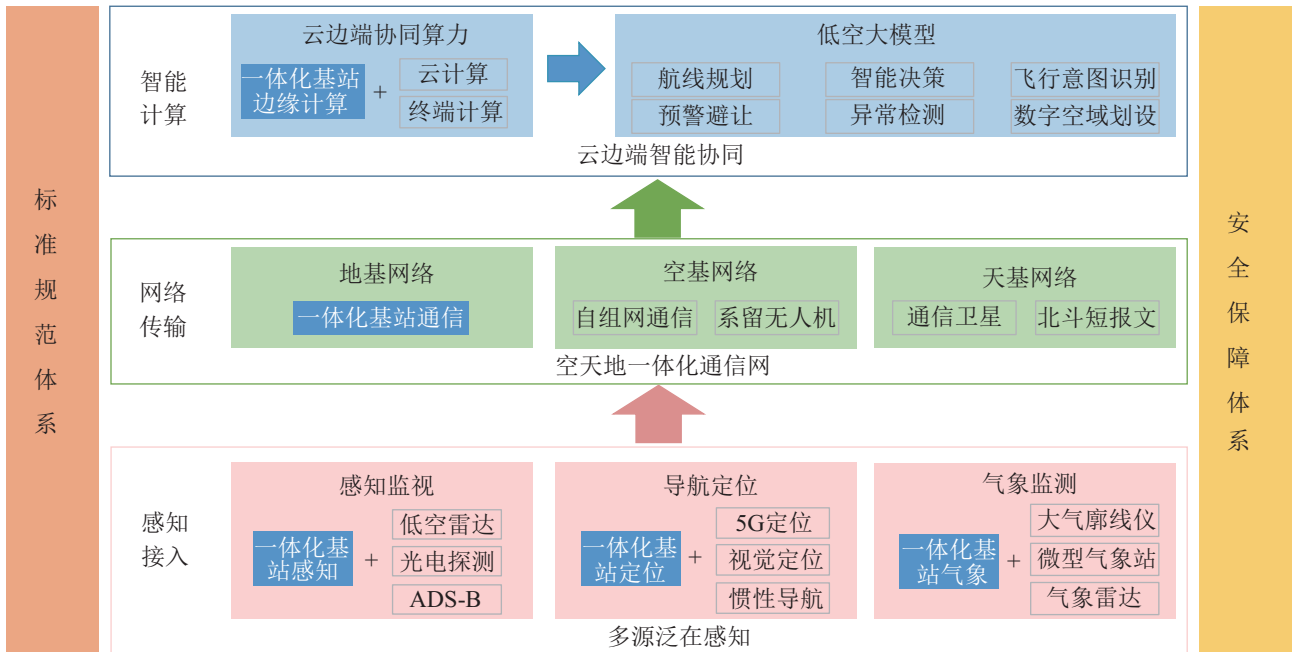 标准规范体系
智能
计算
云边端协同算力
一体化基站
边缘计算
+
云计算
终端计算
低空大模型
航线规划
智能决策
飞行意图识别
预警避让
异常检测
数字空域划设
云边端智能协同
网络
传输
地基网络
一体化基站通信
空基网络
自组网通信
系留无人机
天基网络
通信卫星
北斗短报文
空天地一体化通信网
感知
接入
感知监视
一体化基
站感知
+
低空雷达
光电探测
ADS-B
导航定位
一体化基
站定位
+
5G定位
视觉定位
惯性导航
气象监测
一体化基
站气象
+
大气廓线仪
微型气象站
气象雷达
多源泛在感知
安全保障体系